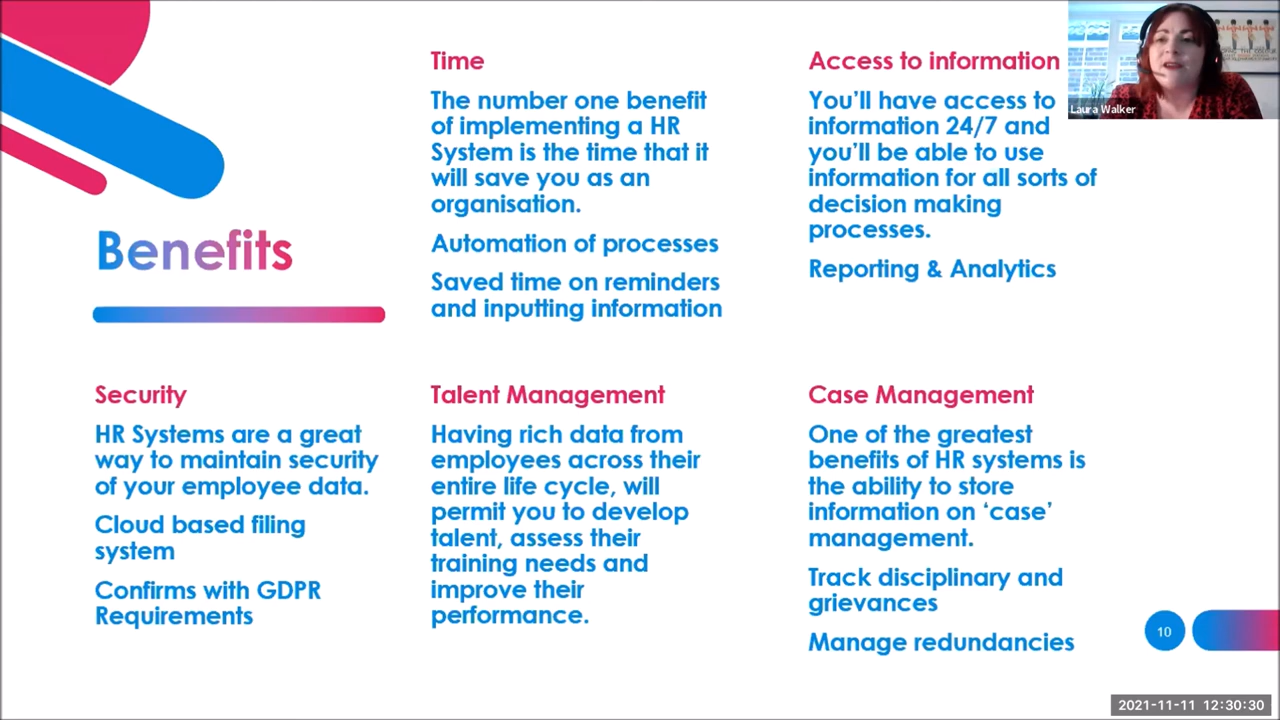 Benefits
Time
The number one benefit
of implementing a HR
System is the time that it
will save you as an
organisation.
Automation of processes
Saved time on reminders
and inputting information
Access to information
You'll have access to
information 24/7 and
you'll be able to use
information for all sorts of
decision making
processes.
Reporting & Analytics
Laura Walker
Security
HR Systems are a great
way to maintain security
of your employee data.
Cloud based filing
system
Confirms with GDPR
Requirements
Talent Management
Having rich data from
employees across their
entire life cycle, will
permit you to develop
talent, assess their
training needs and
improve their
performance.
Case Management
One of the greatest
benefits of HR systems is
the ability to store
information on ‘case’
management.
Track disciplinary and
grievances
Manage redundancies
10
2021-11-11 12:30:30